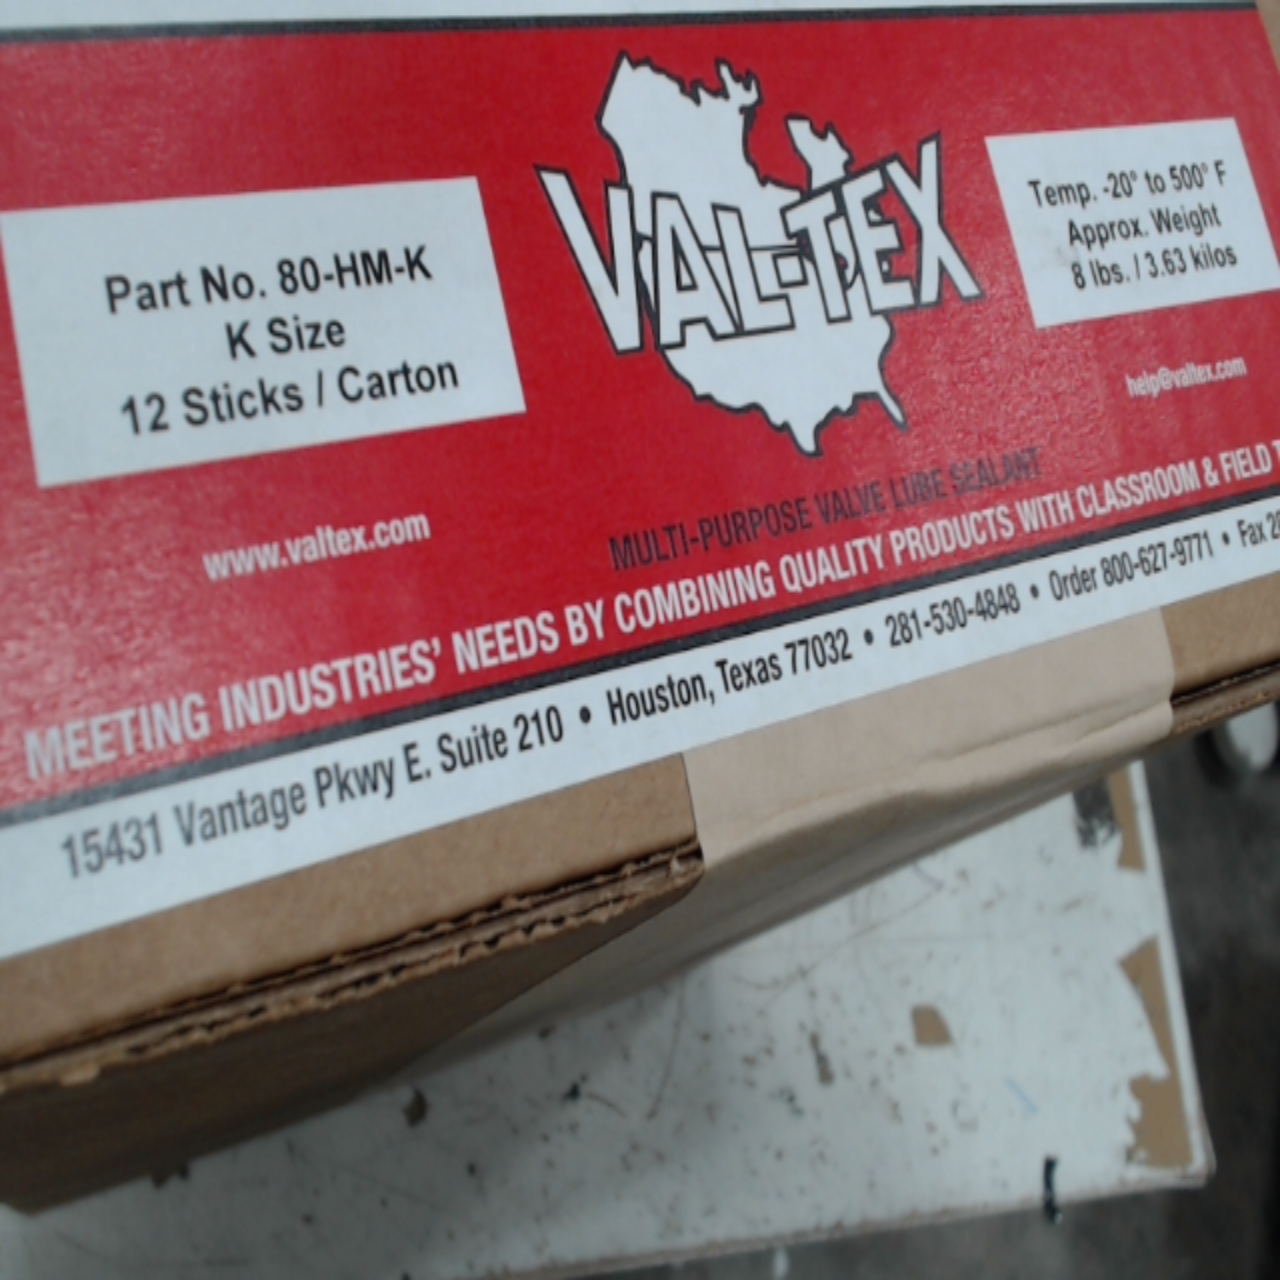 Part No. 80-HM-K
K Size
12 Sticks / Carton
www.valtex.com
VAL-TEX
Temp. -20° to 500° F
Approx. Weight
8 lbs. / 3.63 kilos
help@valtex.com
MULTI-PURPOSE VALVE LUBE SEALANT
MEETING INDUSTRIES' NEEDS BY COMBINING QUALITY PRODUCTS WITH CLASSROOM & FIELD
15431 Vantage Pkwy E. Suite 210 • Houston, Texas 77032 • 281-530-4848 • Order 800-627-9771 • Fax